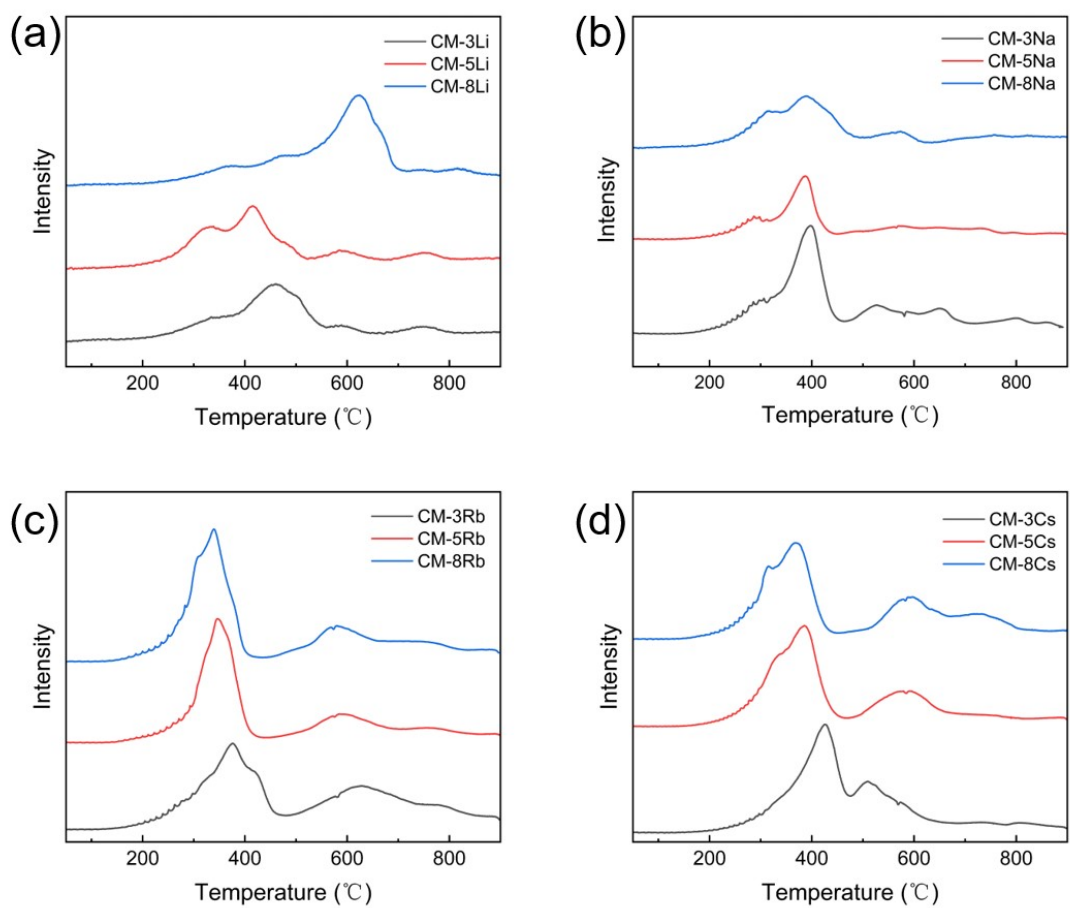 (a)
CM-3Li
CM-5Li
CM-8Li
Intensity
200 400 600 800
Temperature (℃)
(b)
CM-3Na
CM-5Na
CM-8Na
Intensity
200 400 600 800
Temperature (℃)
(c)
CM-3Rb
CM-5Rb
CM-8Rb
Intensity
200 400 600 800
Temperature (℃)
(d)
CM-3Cs
CM-5Cs
CM-8Cs
Intensity
200 400 600 800
Temperature (℃)